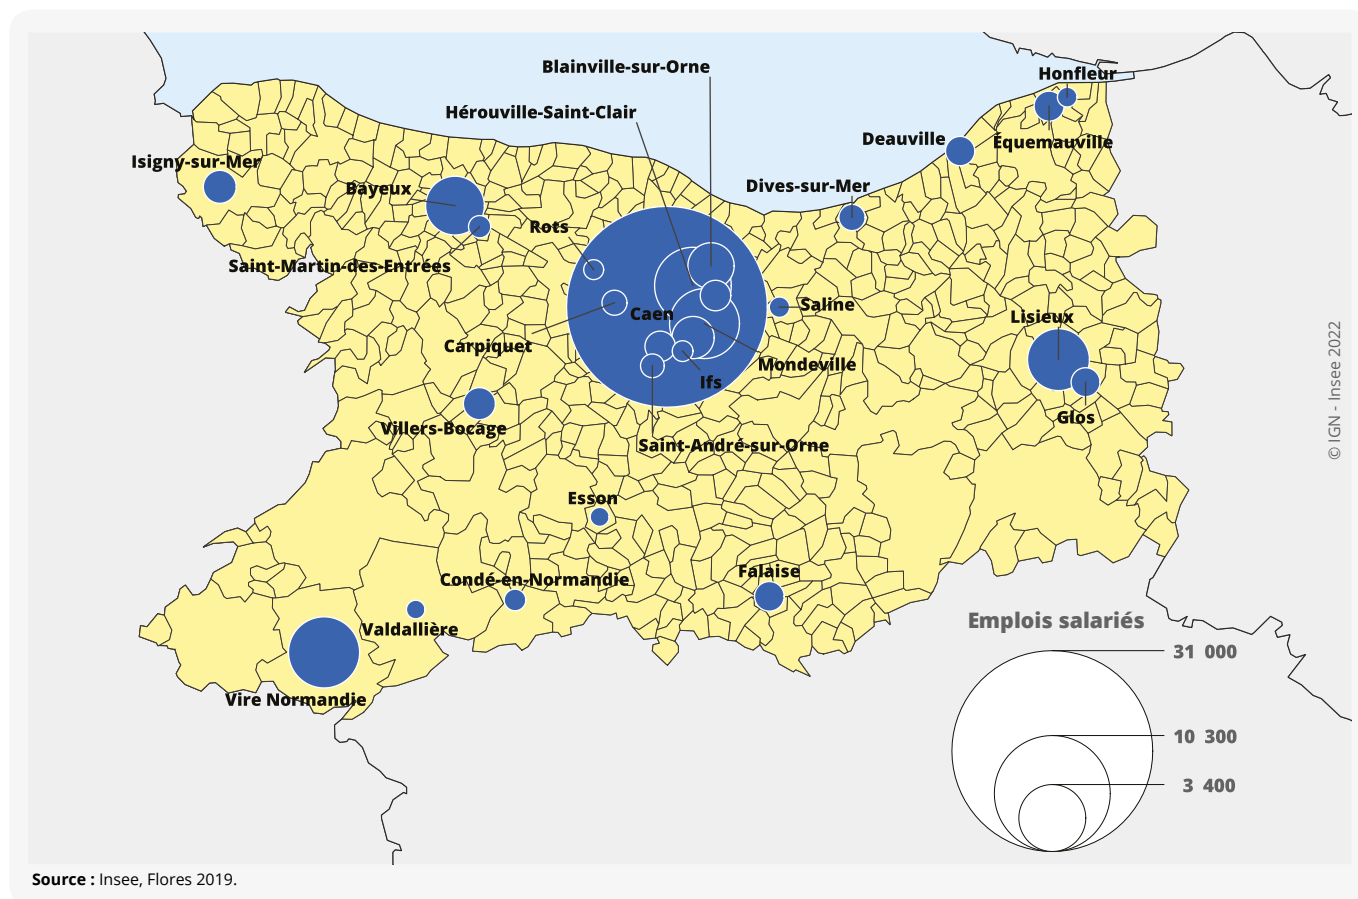 Blainville-sur-Orne
Honfleur
Hérouville-Saint-Clair
Deauville
Équemauville
Isigny-sur-Mer
Bayeux
Dives-sur-Mer
Rots
Saint-Martin-des-Entrées
Saline
Caen
Lisieux
Carpiquet
Mondeville
Ifs
Glos
Villers-Bocage
Saint-André-sur-Orne
Esson
Falaise
Condé-en-Normandie
Valdallière
Vire Normandie
Emplois salariés
31 000
10 300
3 400
© IGN - Insee 2022
Source : Insee, Flores 2019.